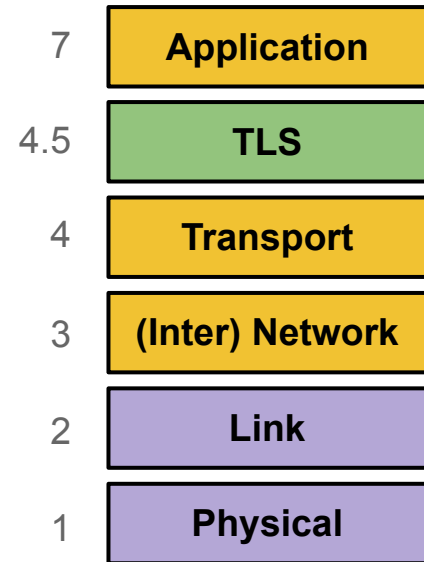 7 Application
4.5 TLS
4 Transport
3 (Inter) Network
2 Link
1 Physical